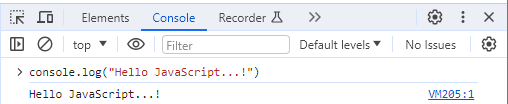 Elements Console Recorder
top Filter Default levels No Issues
console.log("Hello JavaScript...!")
Hello JavaScript...! VM205:1